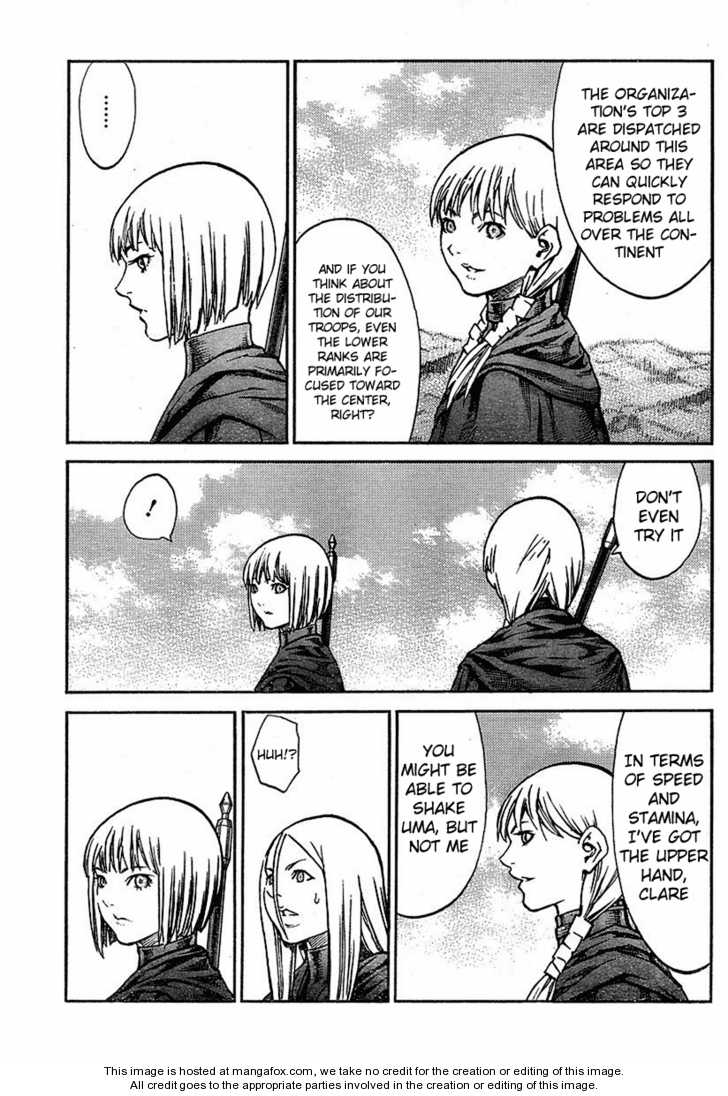 THE ORGANIZA-
TION'S TOP 3
ARE DISPATCHED
AROUND THIS
AREA SO THEY
CAN QUICKLY
RESPOND TO
PROBLEMS ALL
OVER THE CON-
TINENT
AND IF YOU
THINK ABOUT
THE DISTRIBU-
TION OF OUR
TROOPS, EVEN
THE LOWER
RANKS ARE
PRIMARILY FO-
CUSED TOWARD
THE CENTER,
RIGHT?
......
DON'T
EVEN
TRY IT
!
IN TERMS
OF SPEED
AND
STAMINA,
I'VE GOT
THE UPPER
HAND,
CLARE
YOU
MIGHT BE
ABLE TO
SHAKE
UMA, BUT
NOT ME
HUH!?
This image is hosted at mangafox.com, we take no credit for the creation or editing of this image.
All credit goes to the appropriate parties involved in the creation or editing of this image.